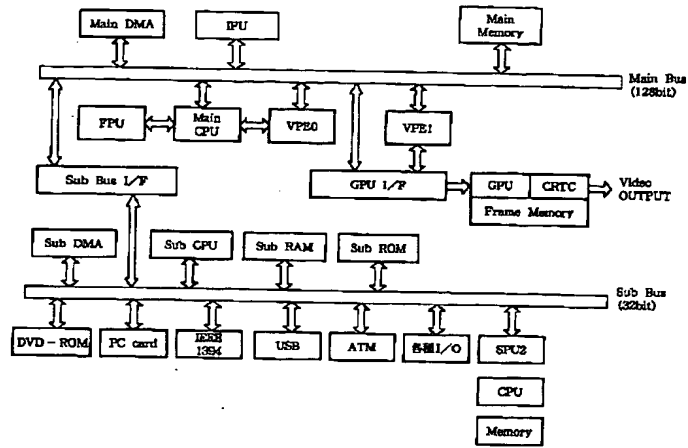 Main DMA
IPU
Main
Memory
Main Bus
(128bit)
FPU
Main
CPU
VPE0
VPE1
Sub Bus I/F
GPU I/F
GPU
CRTC
Video
OUTPUT
Frame Memory
Sub DMA
Sub CPU
Sub RAM
Sub ROM
Sub Bus
(32bit)
DVD-ROM
PC card
IEEE
1394
USB
ATM
各種I/O
SPU2
CPU
Memory